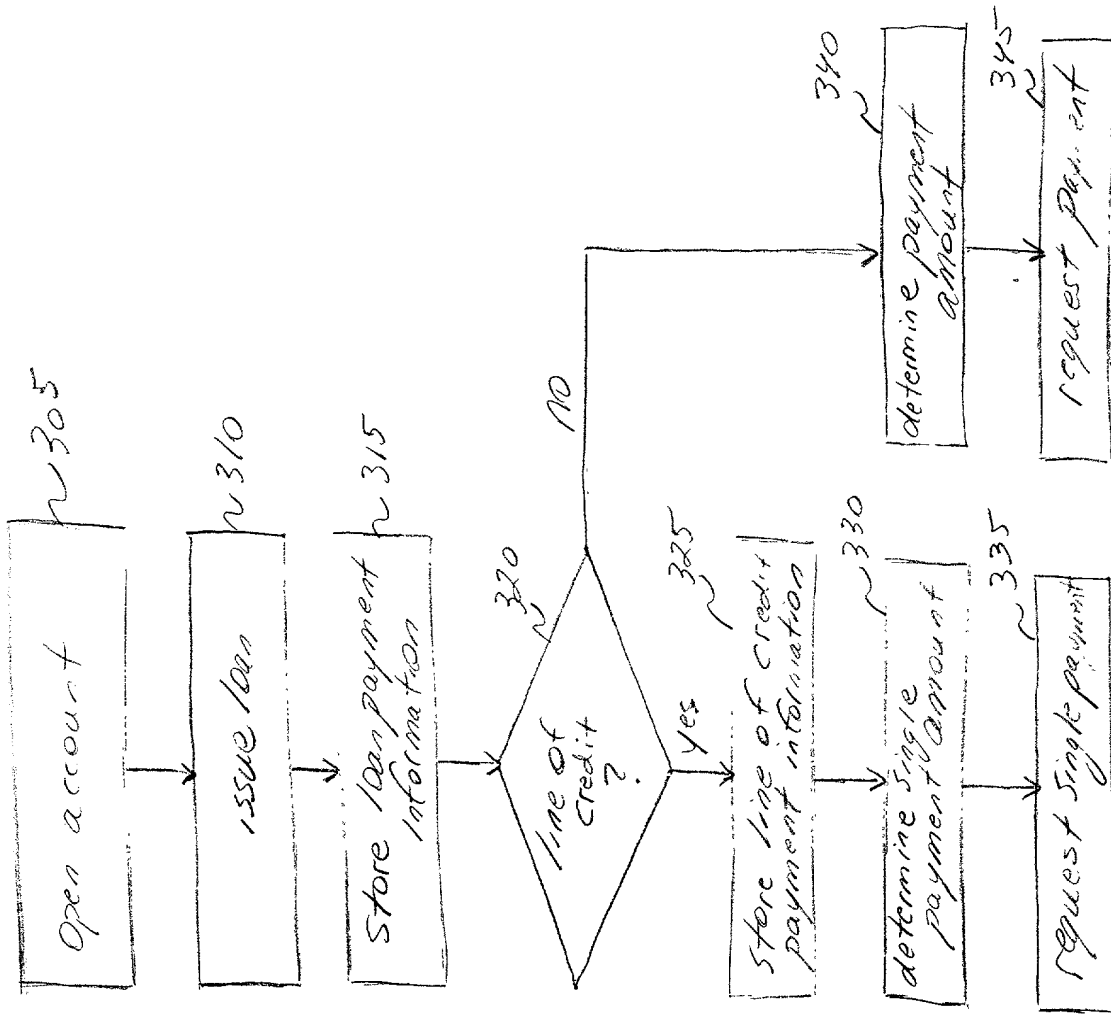 Open account
305
issue loan
310
Store loan payment
information
315
line of
credit
?
320
no
yes
Store line of credit
payment information
325
determine single
payment amount
330
request single payment
335
determine payment
amount
340
request payment
345